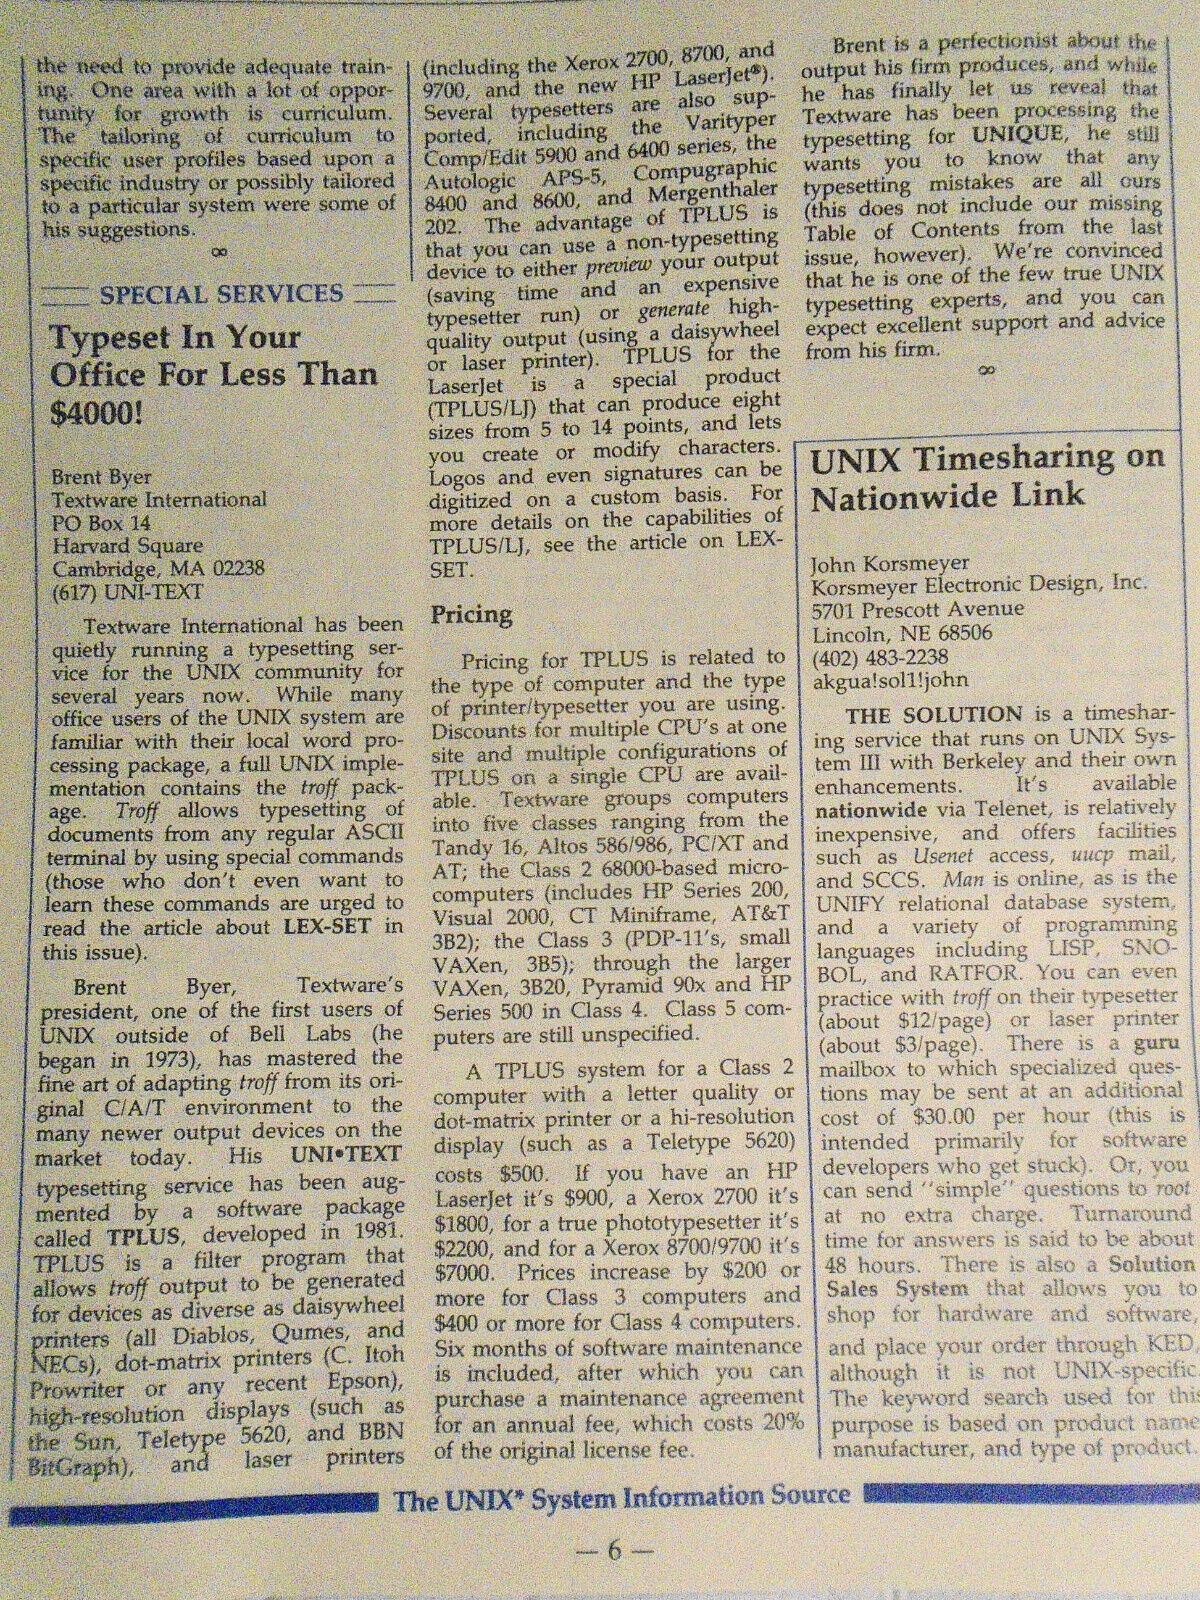 the need to provide adequate train-
ing. One area with a lot of oppor-
tunity for growth is curriculum.
The tailoring of curriculum to
specific user profiles based upon a
specific industry or possibly tailored
to a particular system were some of
his suggestions.
∞
SPECIAL SERVICES
Typeset In Your
Office For Less Than
$4000!
Brent Byer
Textware International
PO Box 14
Harvard Square
Cambridge, MA 02238
(617) UNI-TEXT
Textware International has been
quietly running a typesetting ser-
vice for the UNIX community for
several years now. While many
office users of the UNIX system are
familiar with their local word pro-
cessing package, a full UNIX imple-
mentation contains the troff pack-
age. Troff allows typesetting of
documents from any regular ASCII
terminal by using special commands
(those who don't even want to
learn these commands are urged to
read the article about LEX-SET in
this issue).
Brent Byer, Textware's
president, one of the first users of
UNIX outside of Bell Labs (he
began in 1973), has mastered the
fine art of adapting troff from its ori-
ginal C/A/T environment to the
many newer output devices on the
market today. His UNI•TEXT
typesetting service has been aug-
mented by a software package
called TPLUS, developed in 1981.
TPLUS is a filter program that
allows troff output to be generated
for devices as diverse as daisywheel
printers (all Diablos, Qumes, and
NECs), dot-matrix printers (C. Itoh
Prowriter or any recent Epson),
high-resolution displays (such as
the Sun, Teletype 5620, and BBN
BitGraph), and laser printers
(including the Xerox 2700, 8700, and
9700, and the new HP LaserJet®).
Several typesetters are also sup-
ported, including the Varityper
Comp/Edit 5900 and 6400 series, the
Autologic APS-5, Compugraphic
8400 and 8600, and Mergenthaler
202. The advantage of TPLUS is
that you can use a non-typesetting
device to either preview your output
(saving time and an expensive
typesetter run) or generate high-
quality output (using a daisywheel
or laser printer). TPLUS for the
LaserJet is a special product
(TPLUS/LJ) that can produce eight
sizes from 5 to 14 points, and lets
you create or modify characters.
Logos and even signatures can be
digitized on a custom basis. For
more details on the capabilities of
TPLUS/LJ, see the article on LEX-
SET.
Pricing
Pricing for TPLUS is related to
the type of computer and the type
of printer/typesetter you are using.
Discounts for multiple CPU's at one
site and multiple configurations of
TPLUS on a single CPU are avail-
able. Textware groups computers
into five classes ranging from the
Tandy 16, Altos 586/986, PC/XT and
AT; the Class 2 68000-based micro-
computers (includes HP Series 200,
Visual 2000, CT Miniframe, AT&T
3B2); the Class 3 (PDP-11's, small
VAXen, 3B5); through the larger
VAXen, 3B20, Pyramid 90x and HP
Series 500 in Class 4. Class 5 com-
puters are still unspecified.
A TPLUS system for a Class 2
computer with a letter quality or
dot-matrix printer or a hi-resolution
display (such as a Teletype 5620)
costs $500. If you have an HP
LaserJet it's $900, a Xerox 2700 it's
$1800, for a true phototypesetter it's
$2200, and for a Xerox 8700/9700 it's
$7000. Prices increase by $200 or
more for Class 3 computers and
$400 or more for Class 4 computers.
Six months of software maintenance
is included, after which you can
purchase a maintenance agreement
for an annual fee, which costs 20%
of the original license fee.
Brent is a perfectionist about the
output his firm produces, and while
he has finally let us reveal that
Textware has been processing the
typesetting for UNIQUE, he still
wants you to know that any
typesetting mistakes are all ours
(this does not include our missing
Table of Contents from the last
issue, however). We're convinced
that he is one of the few true UNIX
typesetting experts, and you can
expect excellent support and advice
from his firm.
∞
UNIX Timesharing on
Nationwide Link
John Korsmeyer
Korsmeyer Electronic Design, Inc.
5701 Prescott Avenue
Lincoln, NE 68506
(402) 483-2238
akgua!sol1!john
THE SOLUTION is a timeshar-
ing service that runs on UNIX Sys-
tem III with Berkeley and their own
enhancements. It's available
nationwide via Telenet, is relatively
inexpensive, and offers facilities
such as Usenet access, uucp mail,
and SCCS. Man is online, as is the
UNIFY relational database system,
and a variety of programming
languages including LISP, SNO-
BOL, and RATFOR. You can even
practice with troff on their typesetter
(about $12/page) or laser printer
(about $3/page). There is a guru
mailbox to which specialized ques-
tions may be sent at an additional
cost of $30.00 per hour (this is
intended primarily for software
developers who get stuck). Or, you
can send "simple" questions to root
at no extra charge. Turnaround
time for answers is said to be about
48 hours. There is also a Solution
Sales System that allows you to
shop for hardware and software,
and place your order through KED,
although it is not UNIX-specific.
The keyword search used for this
purpose is based on product name
manufacturer, and type of product.
The UNIX* System Information Source
— 6 —